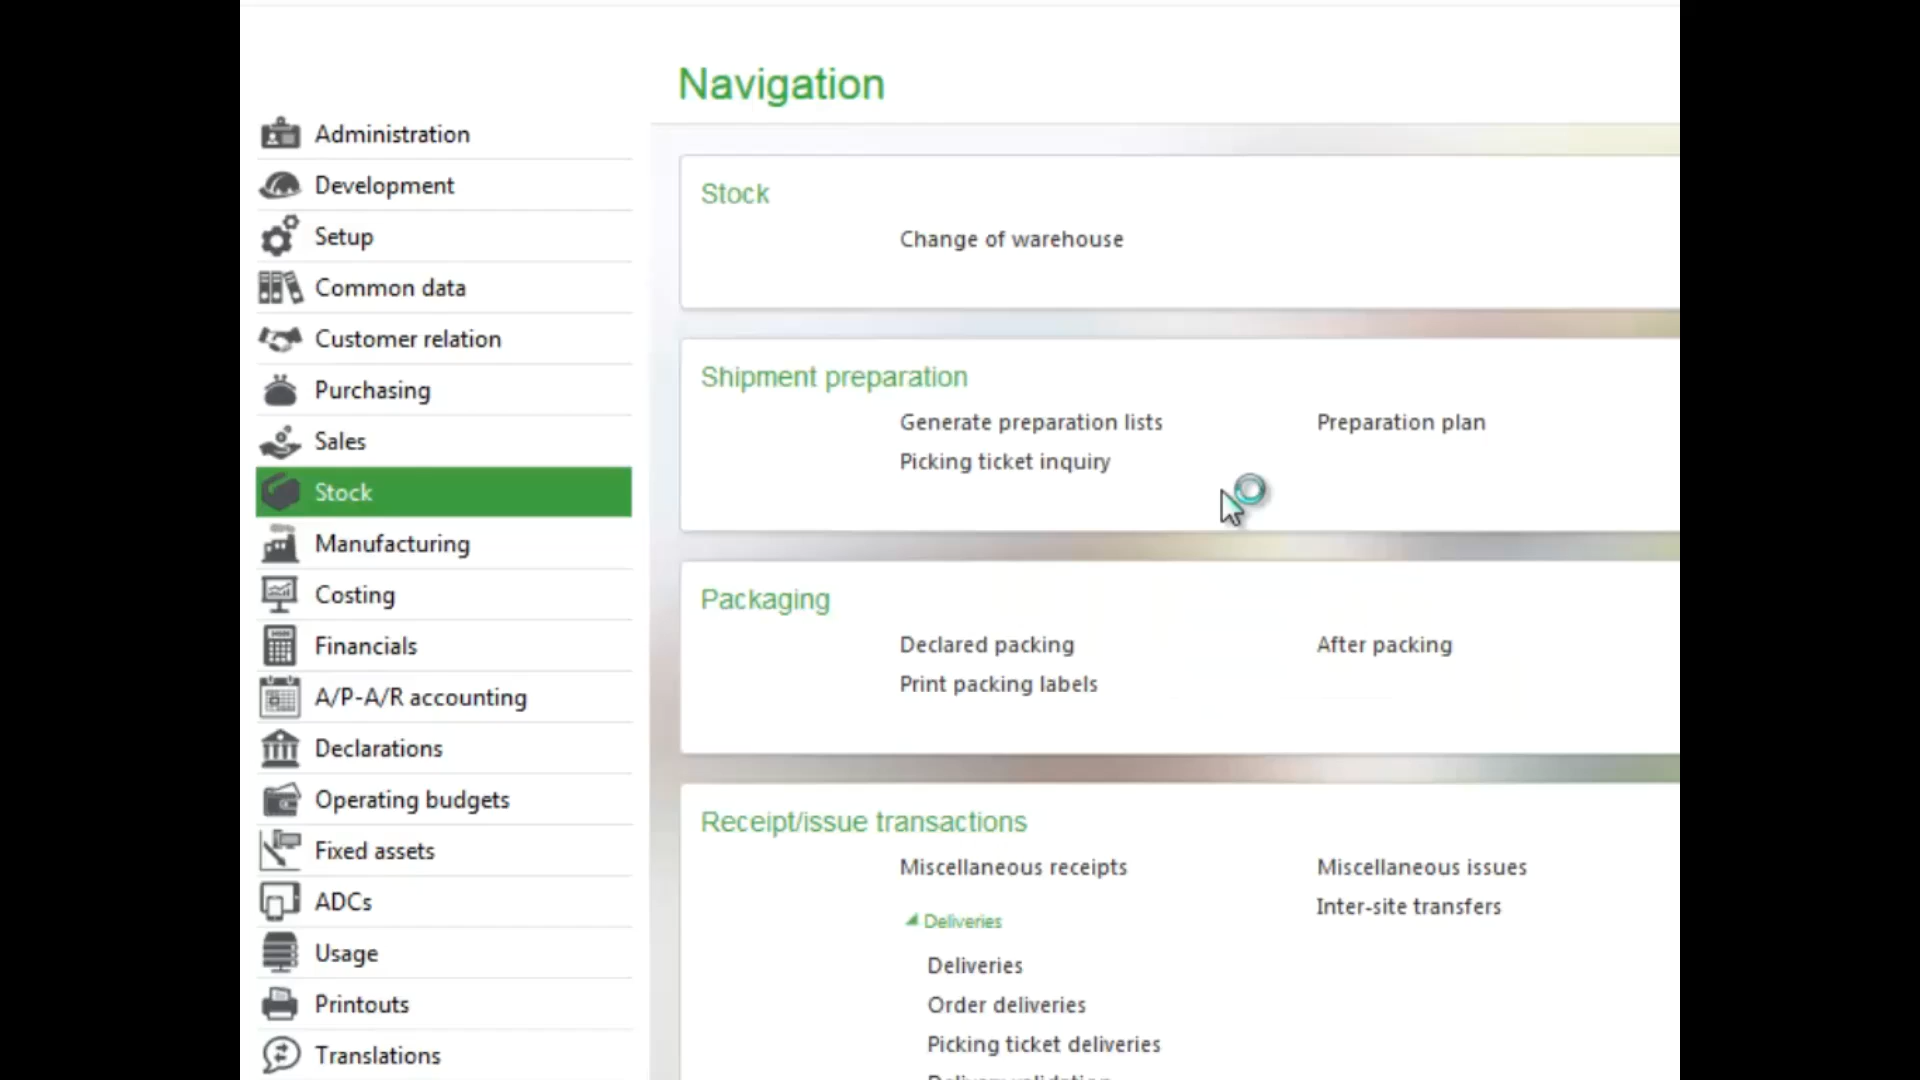 Navigation
Administration
Development
Setup
Common data
Customer relation
Purchasing
Sales
Stock
Manufacturing
Costing
Financials
A/P-A/R accounting
Declarations
Operating budgets
Fixed assets
ADCs
Usage
Printouts
Translations
Stock
Change of warehouse
Shipment preparation
Generate preparation lists
Preparation plan
Picking ticket inquiry
Packaging
Declared packing
After packing
Print packing labels
Receipt/issue transactions
Miscellaneous receipts
Miscellaneous issues
Inter-site transfers
Deliveries
Deliveries
Order deliveries
Picking ticket deliveries
Delivery validation